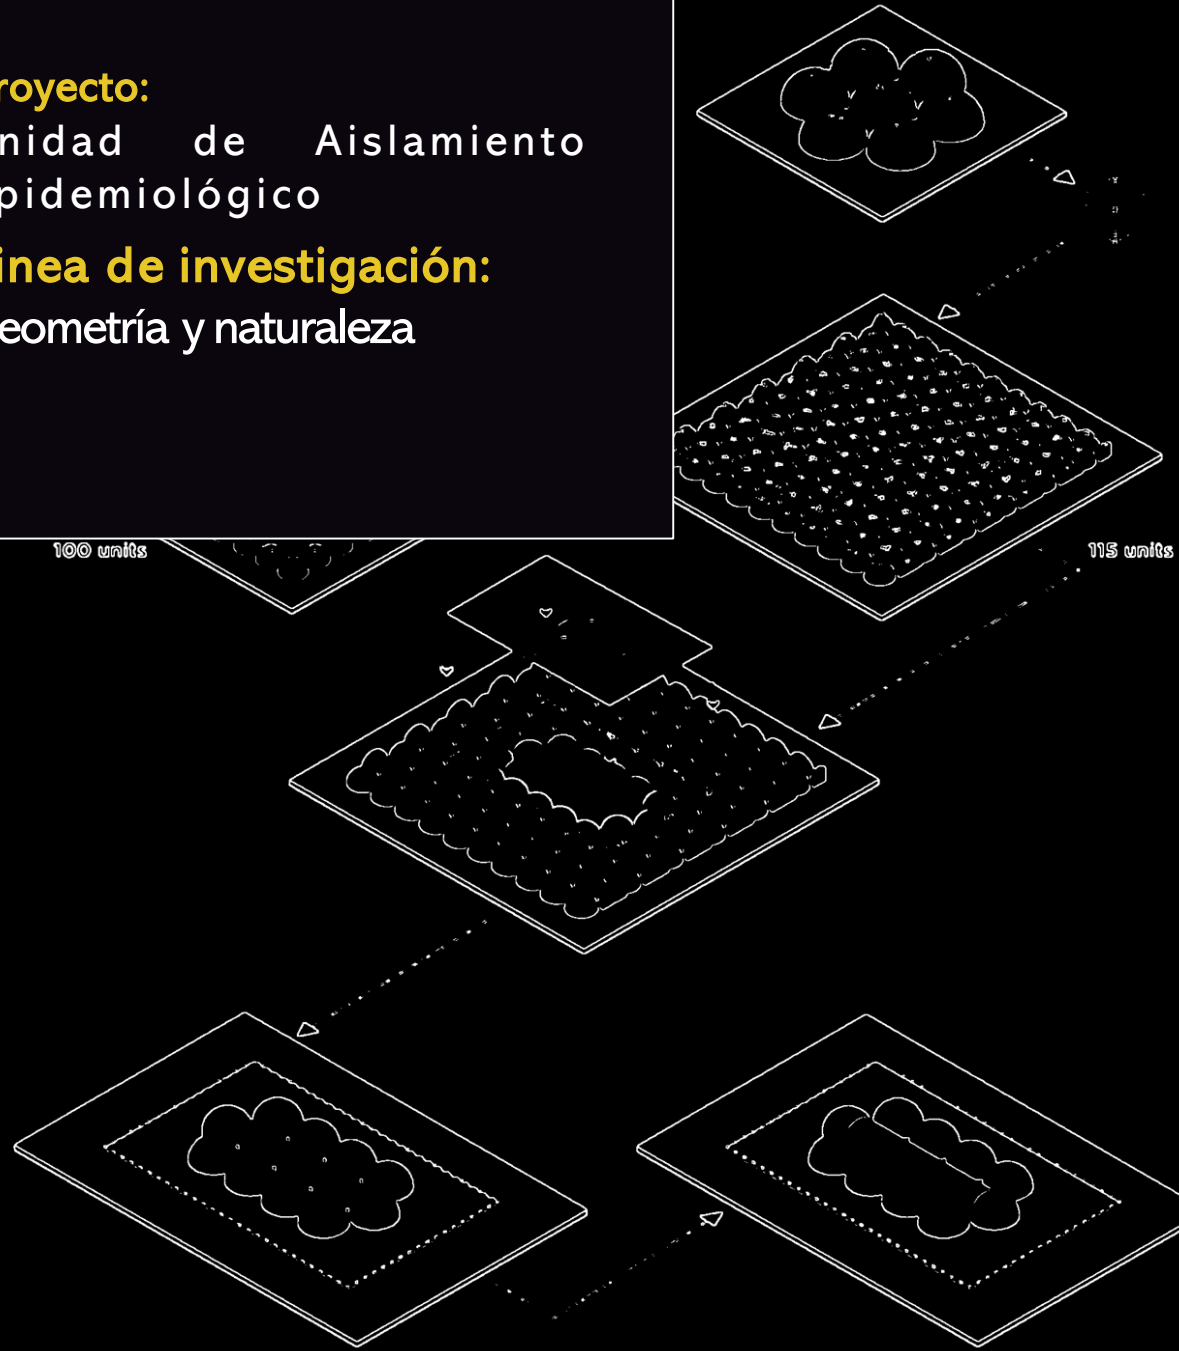 royecto:
nidad de Aislamiento
pidemiológico
inea de investigación:
eometría y naturaleza
100 units
115 units